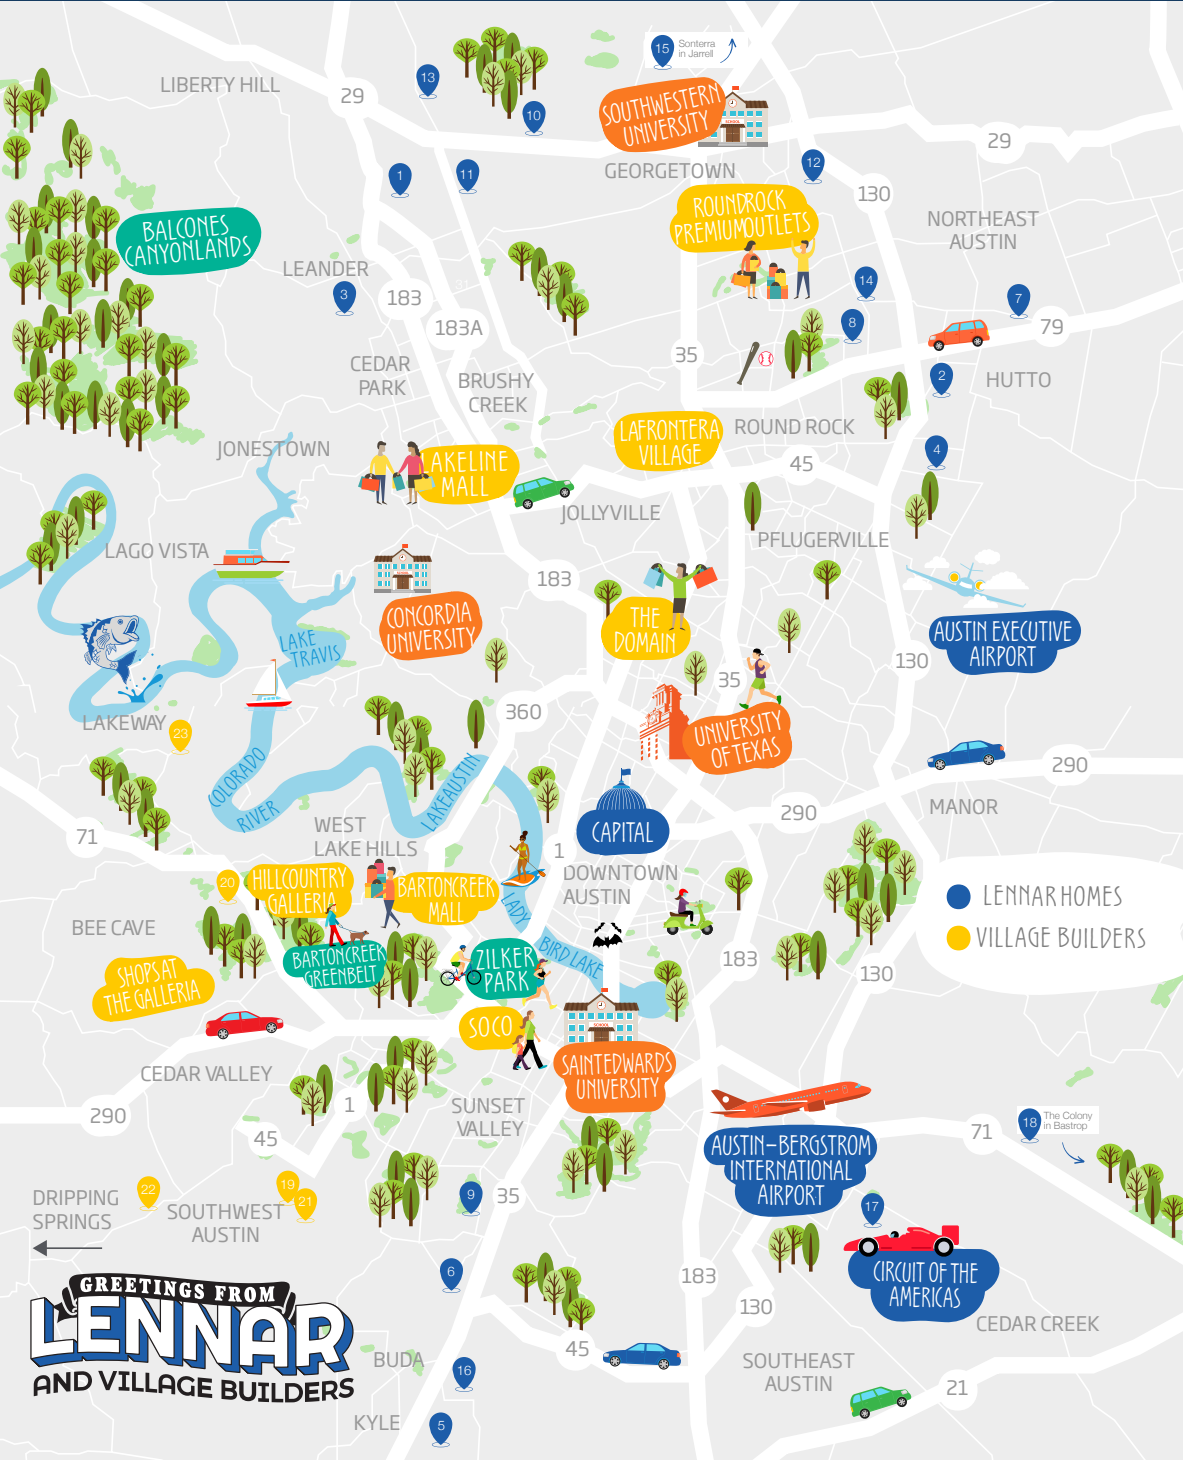 15
Sonterra
in Jarrell
13
LIBERTY HILL
29
10
SOUTHWESTERN
UNIVERSITY
SCHOOL
29
GEORGETOWN
12
1
11
130
ROUNDROCK
PREMIUMOUTLETS
NORTHEAST
AUSTIN
BALCONES
CANYONLANDS
LEANDER
3
183
31
14
7
183A
8
79
35
CEDAR
PARK
BRUSHY
CREEK
2
HUTTO
JONESTOWN
LAFRONTERA
VILLAGE
ROUND ROCK
4
LAKELINE
MALL
45
JOLLYVILLE
LAGO VISTA
PFLUGERVILLE
183
CONCORDIA
UNIVERSITY
THE
DOMAIN
AUSTIN EXECUTIVE
AIRPORT
LAKE
TRAVIS
130
35
LAKEWAY
23
360
UNIVERSITY
OF TEXAS
COLORADO
RIVER
LAKEAUSTIN
290
290
MANOR
CAPITAL
71
WEST
LAKE HILLS
1
DOWNTOWN
AUSTIN
20
HILLCOUNTRY
GALLERIA
BARTONCREEK
MALL
LADY
BIRD LAKE
LENNAR HOMES
VILLAGE BUILDERS
BEE CAVE
BARTONCREEK
GREENBELT
ZILKER
PARK
183
130
SHOPS AT
THE GALLERIA
SOCO
SCHOOL
SAINTEDWARDS
UNIVERSITY
CEDAR VALLEY
290
1
45
SUNSET
VALLEY
AUSTIN-BERGSTROM
INTERNATIONAL
AIRPORT
71
18
The Colony
in Bastrop
22
19
21
9
35
17
DRIPPING
SPRINGS
SOUTHWEST
AUSTIN
6
183
130
CIRCUIT OF THE
AMERICAS
CEDAR CREEK
GREETINGS FROM
LENNAR
AND VILLAGE BUILDERS
45
BUDA
16
SOUTHEAST
AUSTIN
21
KYLE
5